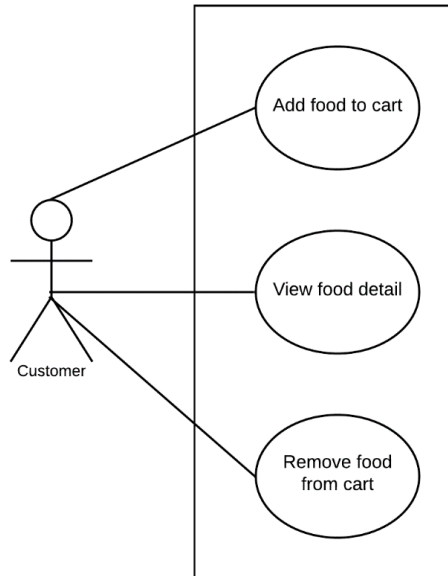 Add food to cart
View food detail
Customer
Remove food
from cart